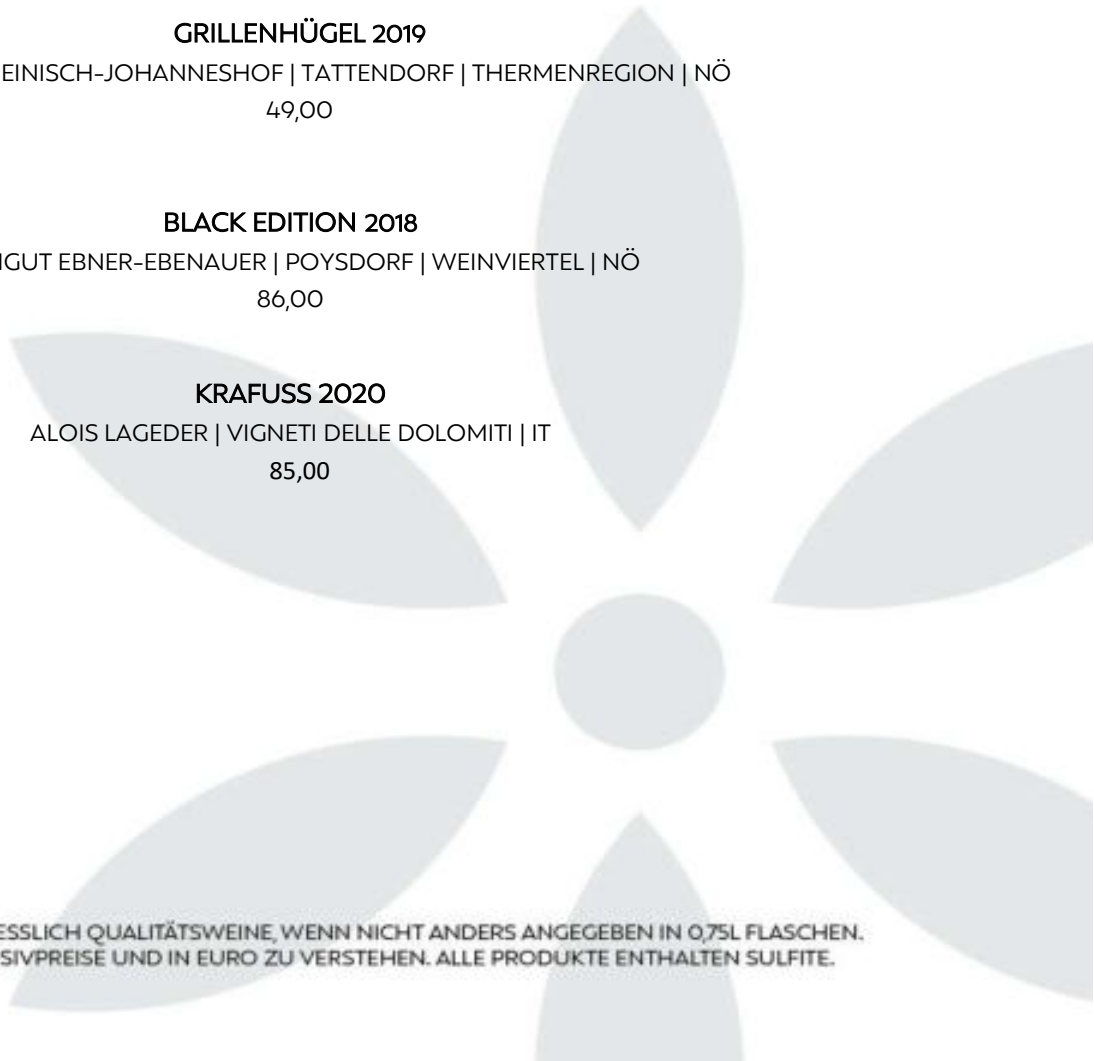 GRILLENHÜGEL 2019
EINISCH-JOHANNESHOF | TATTENDORF | THERMENREGION | NÖ
49,00
BLACK EDITION 2018
GUT EBNER-EBENAUER | POYSDORF | WEINVIERTEL | NÖ
86,00
KRAFUSS 2020
ALOIS LAGEDER | VIGNETI DELLE DOLOMITI | IT
85,00
ESSLICH QUALITÄTSWEINE, WENN NICHT ANDERS ANGEGEBEN IN 0,75L FLASCHEN.
SIVPREISE UND IN EURO ZU VERSTEHEN. ALLE PRODUKTE ENTHALTEN SULFITE.